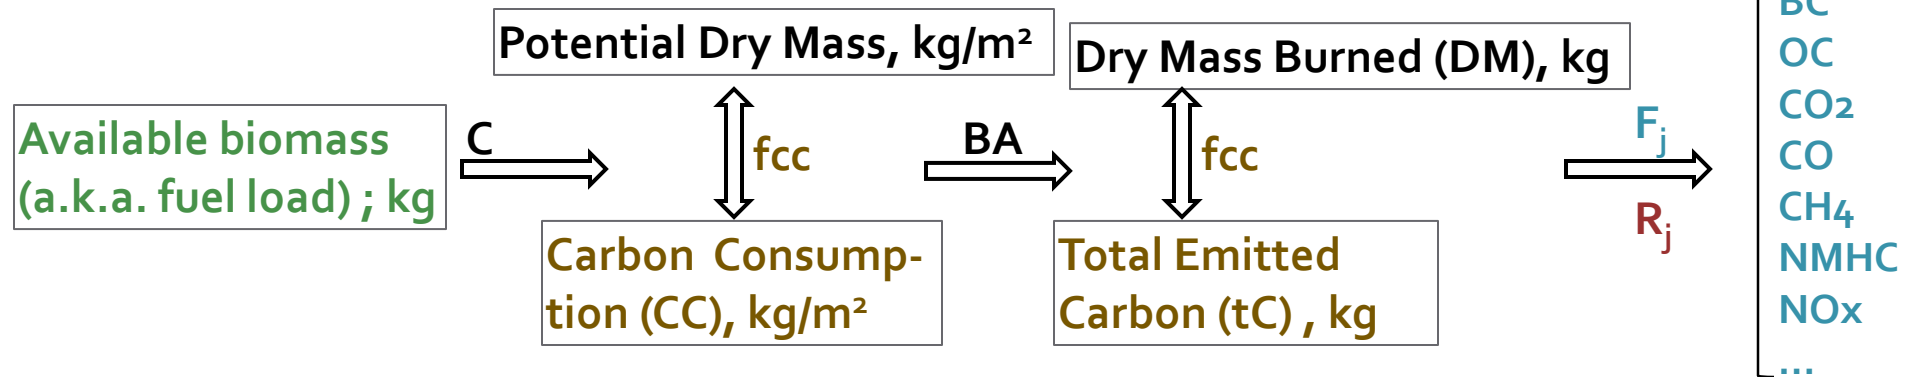 Potential Dry Mass, kg/m²
Dry Mass Burned (DM), kg
Available biomass
(a.k.a. fuel load) ; kg
C
fcc
BA
fcc
Carbon Consump-
tion (CC), kg/m²
Total Emitted
Carbon (tC) , kg
Fj
Rj
BC
OC
CO2
CO
CH4
NMHC
NOx
...